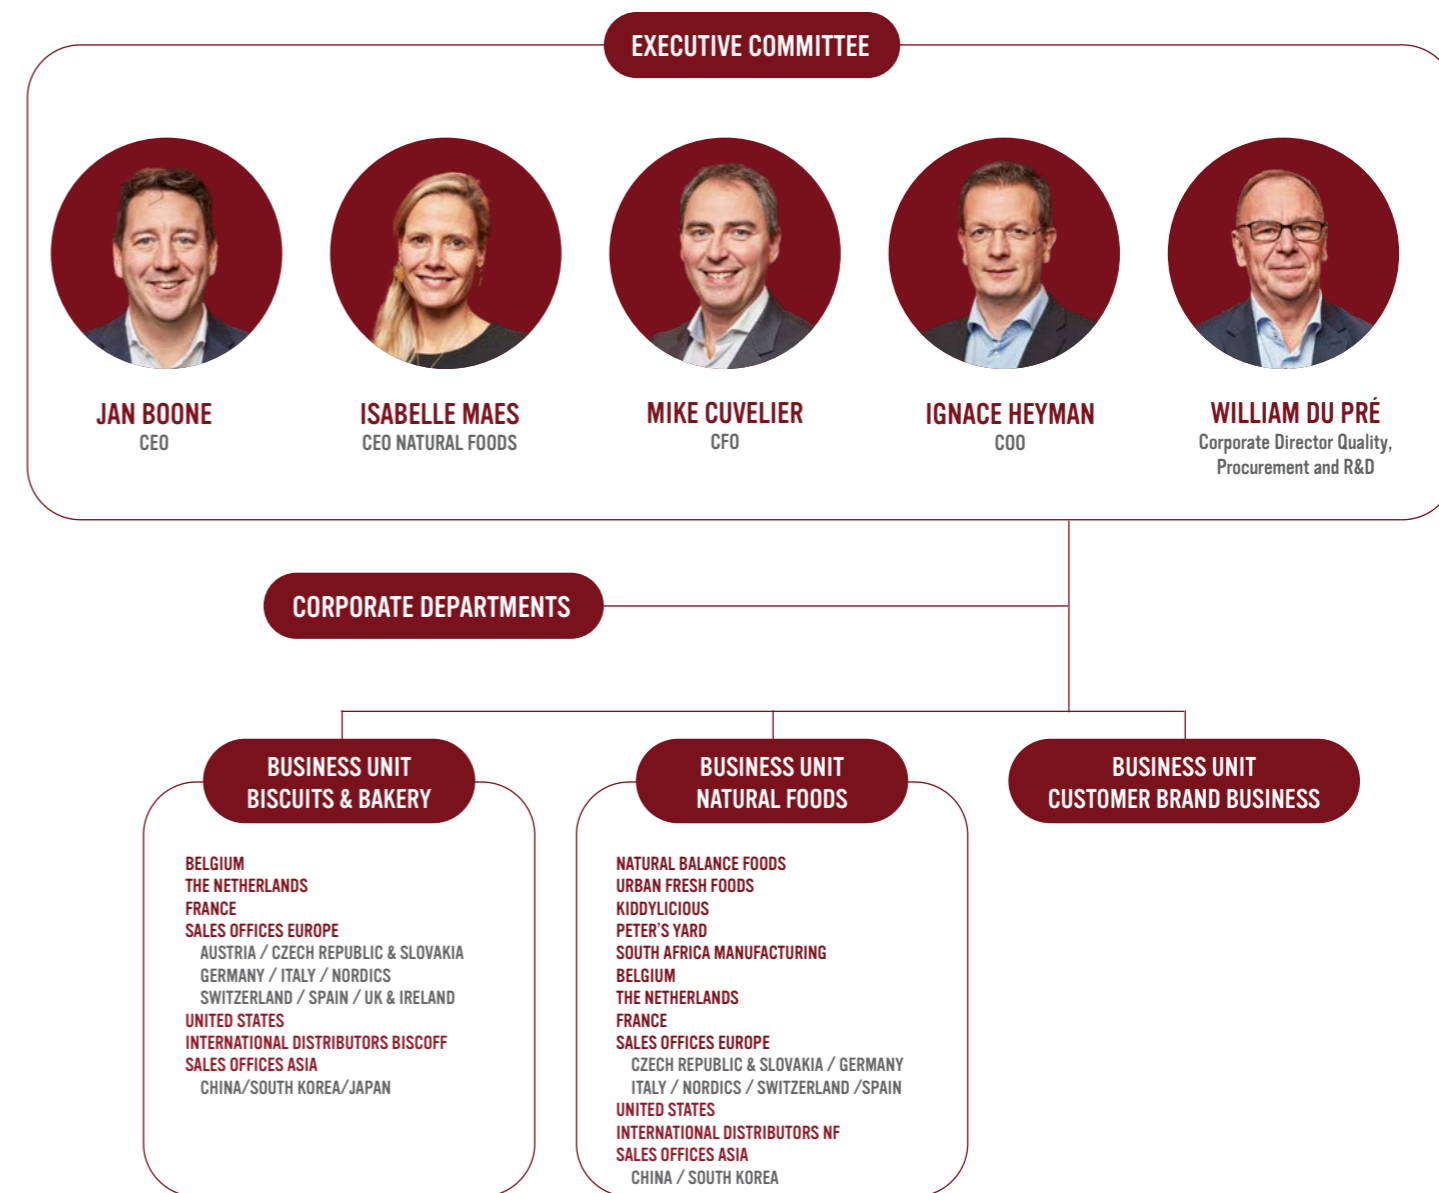 EXECUTIVE COMMITTEE
JAN BOONE
CEO
ISABELLE MAES
CEO NATURAL FOODS
MIKE CUVELIER
CFO
IGNACE HEYMAN
COO
WILLIAM DU PRÉ
Corporate Director Quality,
Procurement and R&D
CORPORATE DEPARTMENTS
BUSINESS UNIT
BISCUITS & BAKERY
BELGIUM
THE NETHERLANDS
FRANCE
SALES OFFICES EUROPE
AUSTRIA / CZECH REPUBLIC & SLOVAKIA
GERMANY / ITALY / NORDICS
SWITZERLAND / SPAIN / UK & IRELAND
UNITED STATES
INTERNATIONAL DISTRIBUTORS BISCOFF
SALES OFFICES ASIA
CHINA/SOUTH KOREA/JAPAN
BUSINESS UNIT
NATURAL FOODS
NATURAL BALANCE FOODS
URBAN FRESH FOODS
KIDDYLICIOUS
PETER'S YARD
SOUTH AFRICA MANUFACTURING
BELGIUM
THE NETHERLANDS
FRANCE
SALES OFFICES EUROPE
CZECH REPUBLIC & SLOVAKIA / GERMANY
ITALY / NORDICS / SWITZERLAND /SPAIN
UNITED STATES
INTERNATIONAL DISTRIBUTORS NF
SALES OFFICES ASIA
CHINA / SOUTH KOREA
BUSINESS UNIT
CUSTOMER BRAND BUSINESS